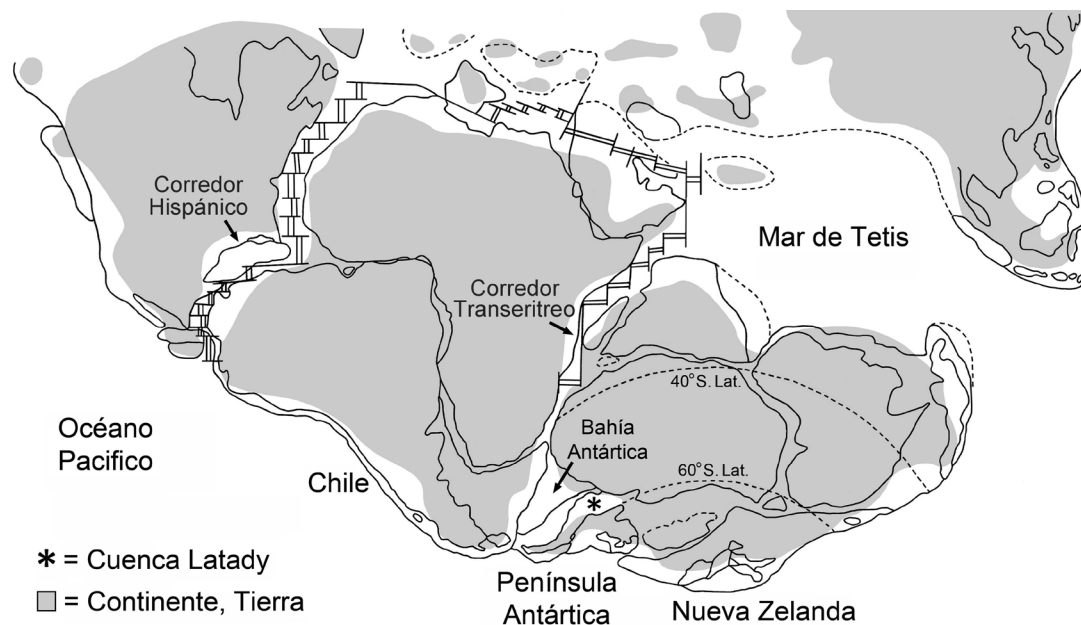 Corredor
Hispánico
Mar de Tetis
Corredor
Transeritreo
40°S. Lat.
Océano
Pacifico
Bahía
Antártica
60°S. Lat.
Chile
*
* = Cuenca Latady
= Continente, Tierra
Península
Antártica
Nueva Zelanda